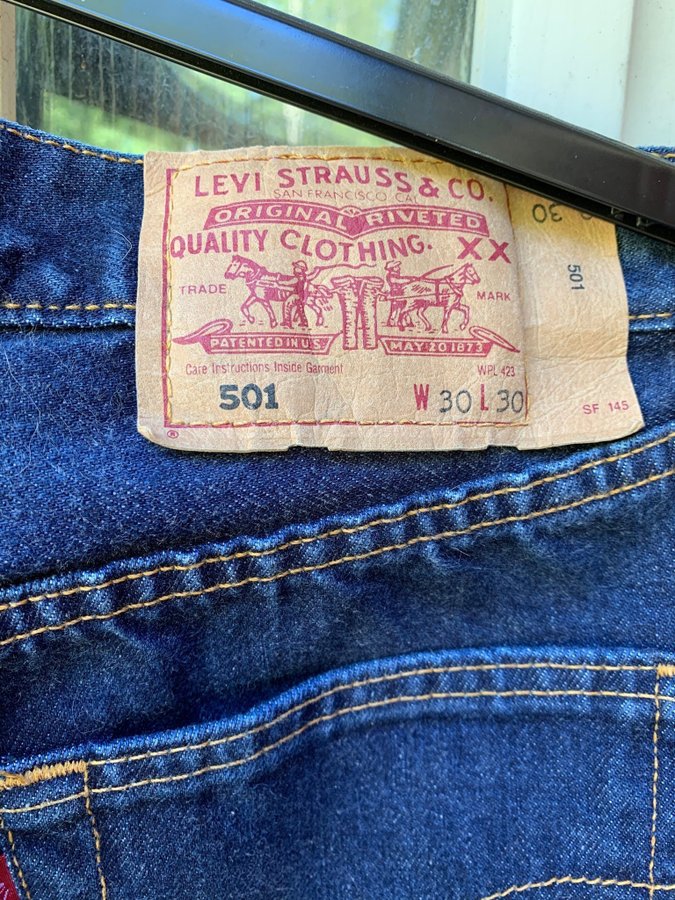 LEVI STRAUSS & CO.
SAN FRANCISCO, CAL.
ORIGINAL RIVETED
QUALITY CLOTHING. XX
TRADE MARK
PATENTED IN U.S. MAY 20 1873
Care Instructions Inside Garment WPL 423
501 W 30 L 30
®
SF 145
30
501